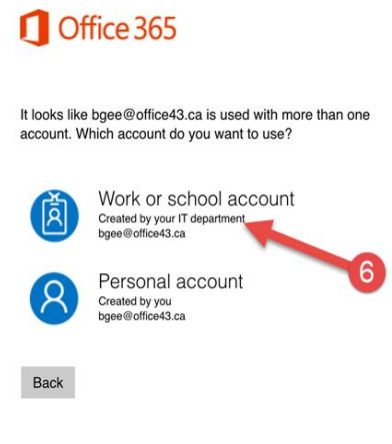 Office 365
It looks like bgee@office43.ca is used with more than one
account. Which account do you want to use?
Work or school account
Created by your IT department
bgee@office43.ca
6
Personal account
Created by you
bgee@office43.ca
Back